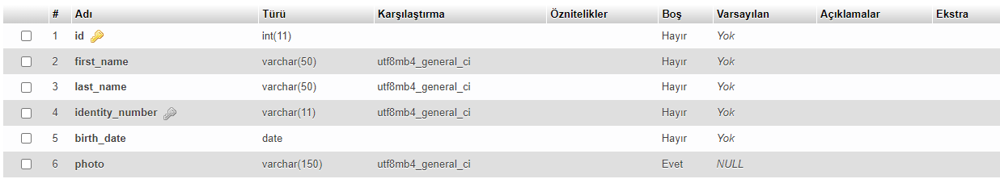 # Adı Türü Karşılaştırma Öznitelikler Boş Varsayılan Açıklamalar Ekstra
1 id int(11) Hayır Yok
2 first_name varchar(50) utf8mb4_general_ci Hayır Yok
3 last_name varchar(50) utf8mb4_general_ci Hayır Yok
4 identity_number varchar(11) utf8mb4_general_ci Hayır Yok
5 birth_date date Hayır Yok
6 photo varchar(150) utf8mb4_general_ci Evet NULL